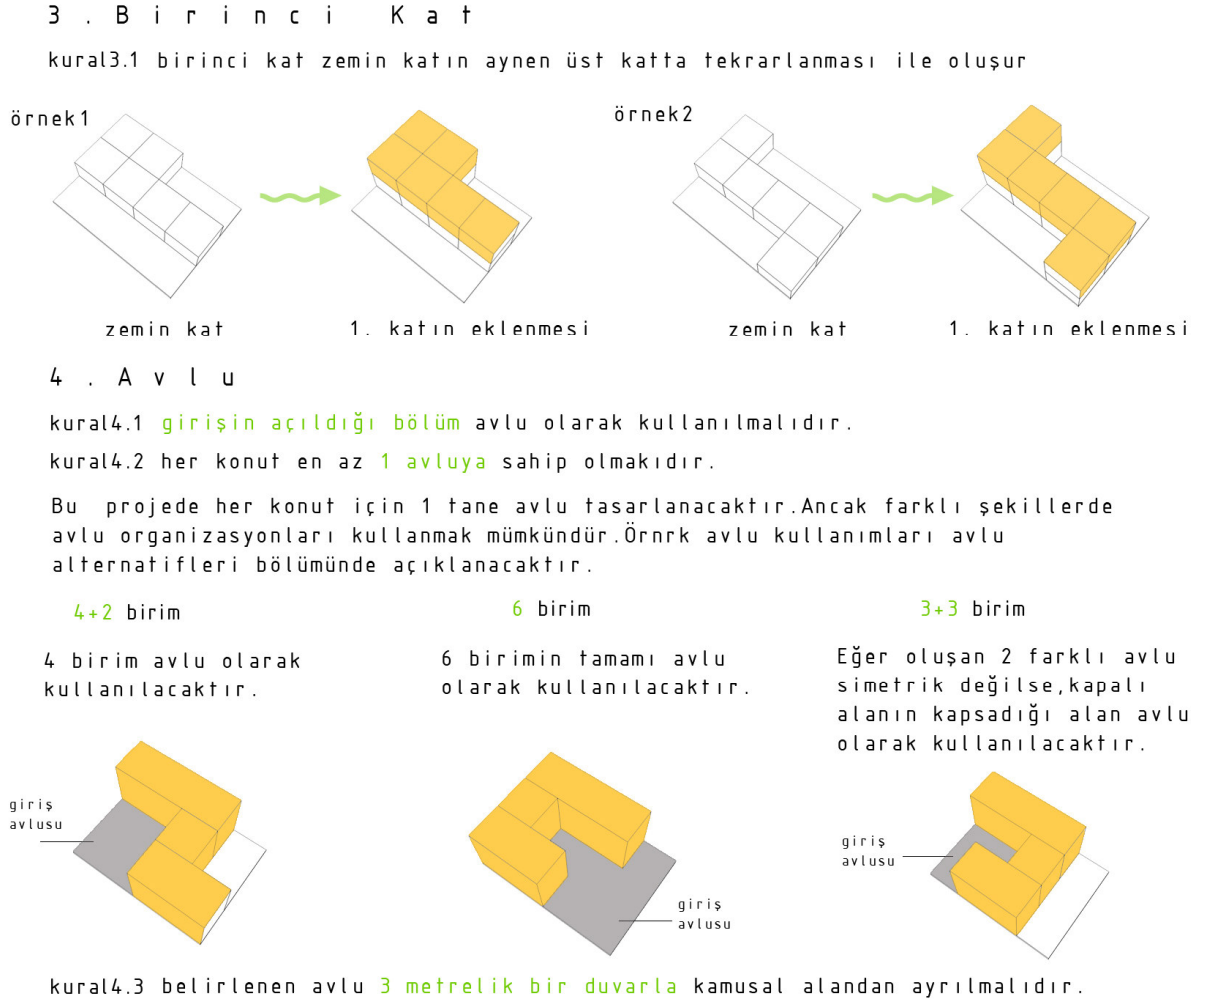 3.Birinci Kat
kural3.1 birinci kat zemin katın aynen üst katta tekrarlanması ile oluşur
örnek1
örnek2
zemin kat
1. katın eklenmesi
zemin kat
1. katın eklenmesi
4.Avlu
kural4.1 girişin açıldığı bölüm avlu olarak kullanılmalıdır.
kural4.2 her konut en az 1 avluya sahip olmakıdır.
Bu projede her konut için 1 tane avlu tasarlanacaktır.Ancak farklı şekillerde
avlu organizasyonları kullanmak mümkündür.Örnrk avlu kullanımları avlu
alternatifleri bölümünde açıklanacaktır.
4+2 birim
4 birim avlu olarak
kullanılacaktır.
6 birim
6 birimin tamamı avlu
olarak kullanılacaktır.
3+3 birim
Eğer oluşan 2 farklı avlu
simetrik değilse,kapalı
alanın kapsadığı alan avlu
olarak kullanılacaktır.
giriş
avlusu
giriş
avlusu
giriş
avlusu
kural4.3 belirlenen avlu 3 metrelik bir duvarla kamusal alandan ayrılmalıdır.